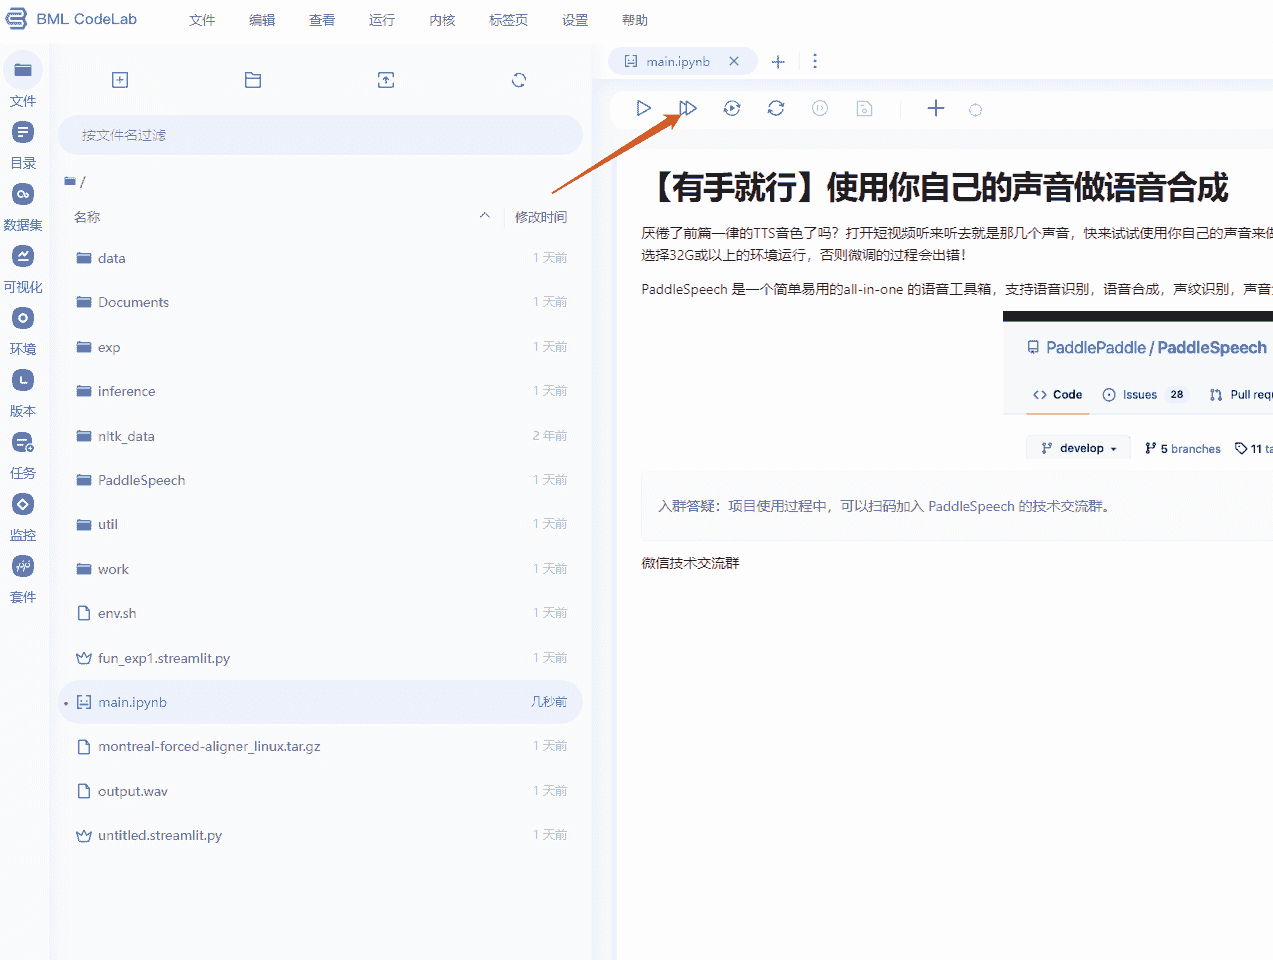 BML CodeLab
文件 编辑 查看 运行 内核 标签页 设置 帮助
文件
目录
数据集
可视化
环境
版本
任务
监控
套件
按文件名过滤
/
名称 修改时间
data 1 天前
Documents 1 天前
exp 1 天前
inference 1 天前
nltk_data 2 年前
PaddleSpeech 1 天前
util 1 天前
work 1 天前
env.sh 1 天前
fun_exp1.streamlit.py 1 天前
main.ipynb 几秒前
montreal-forced-aligner_linux.tar.gz 1 天前
output.wav 1 天前
untitled.streamlit.py 1 天前
main.ipynb
【有手就行】使用你自己的声音做语音合成
厌倦了前篇一律的TTS音色了吗？打开短视频听来听去就是那几个声音，快来试试使用你自己的声音来
选择32G或以上的环境运行，否则微调的过程会出错！
PaddleSpeech 是一个简单易用的all-in-one 的语音工具箱，支持语音识别，语音合成，声纹识别，声音
PaddlePaddle / PaddleSpeech
Code Issues 28 Pull requ
develop 5 branches 11 ta
入群答疑：项目使用过程中，可以扫码加入 PaddleSpeech 的技术交流群。
微信技术交流群